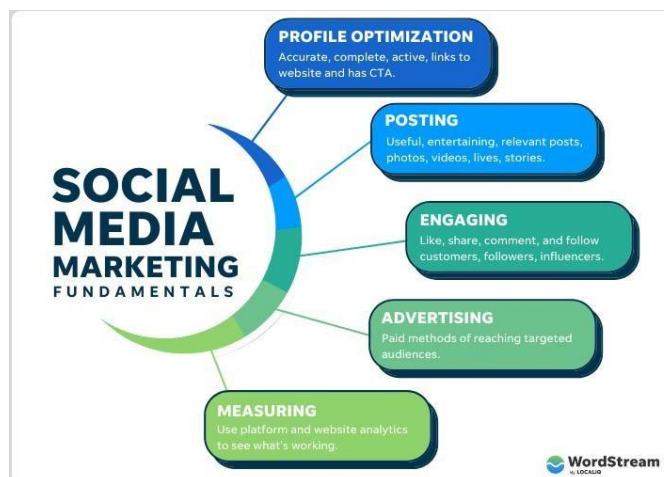 PROFILE OPTIMIZATION
Accurate, complete, active, links to
website and has CTA.
POSTING
Useful, entertaining, relevant posts,
photos, videos, lives, stories.
SOCIAL
MEDIA
MARKETING
FUNDAMENTALS
ENGAGING
Like, share, comment, and follow
customers, followers, influencers.
ADVERTISING
Paid methods of reaching targeted
audiences.
MEASURING
Use platform and website analytics
to see what's working.
WordStream
By LOCALiQ